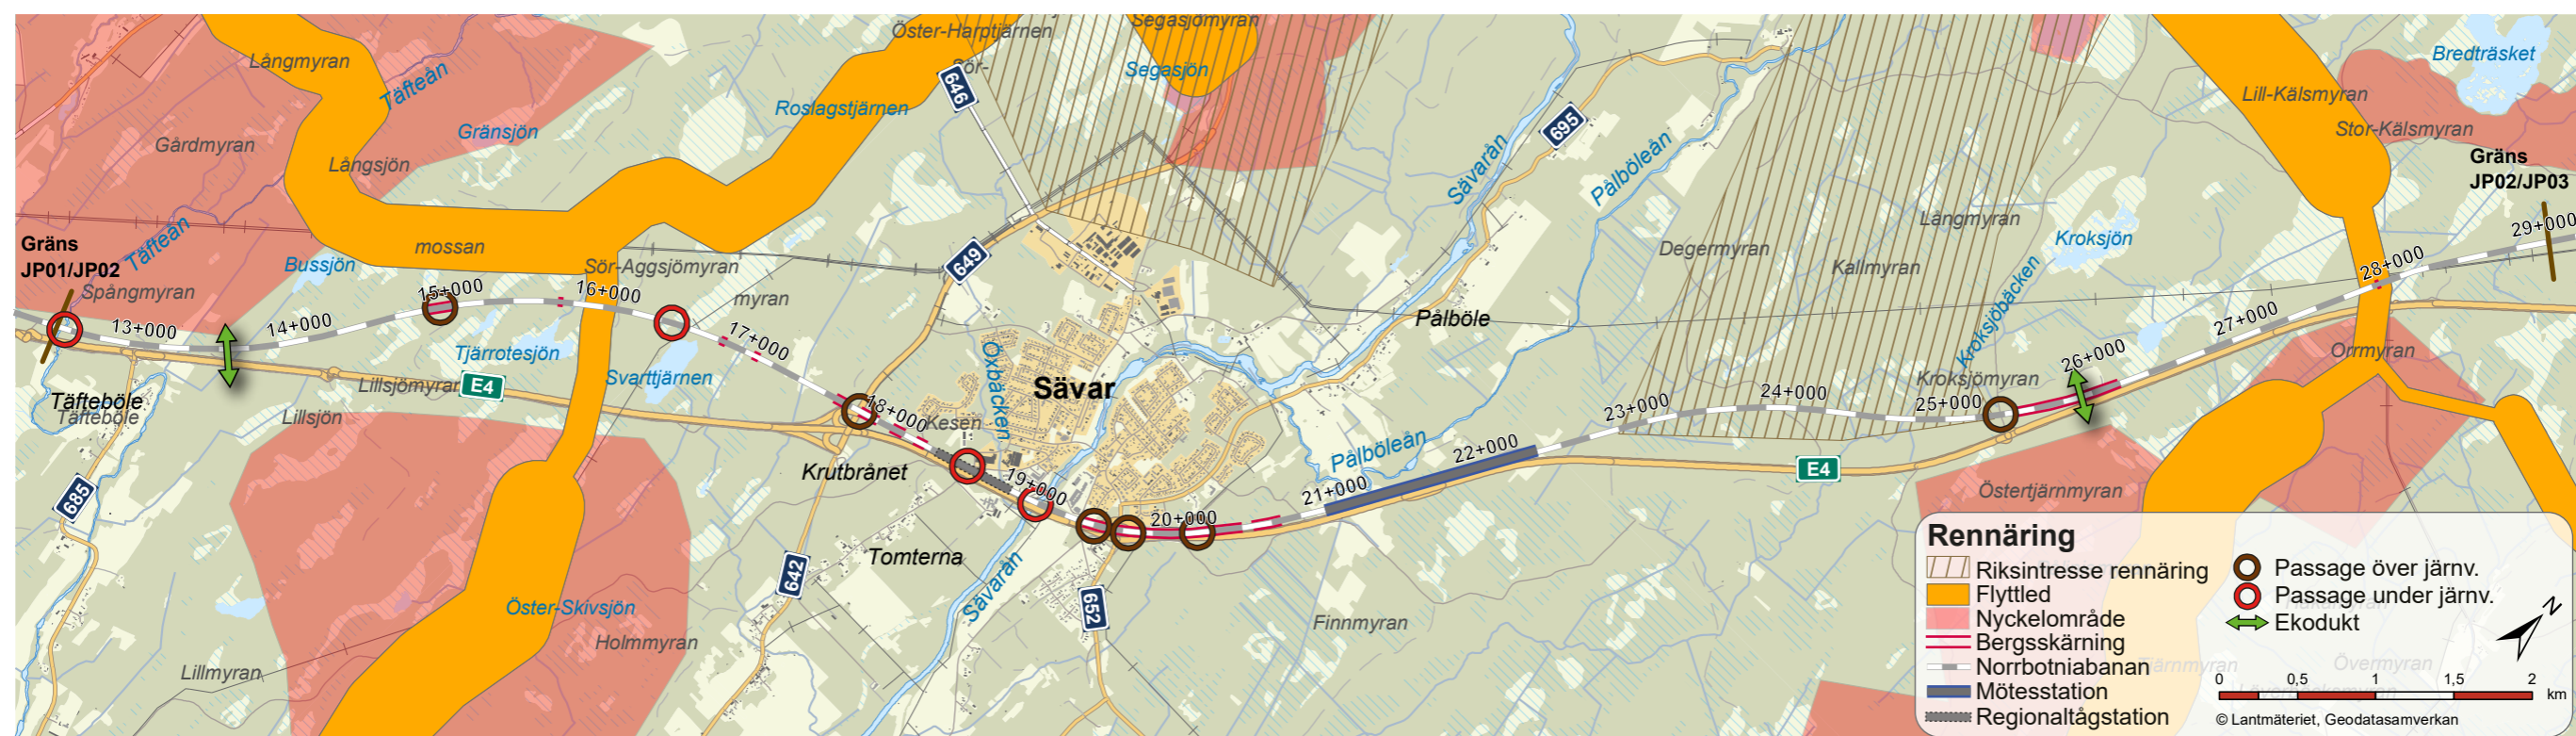 Öster-Harptjärnen
Segasjömyran
Sör-
646
Segasjön
Långmyran
Täfteån
Gränsjön
Gårdmyran
Långsjön
Roslagstjärnen
Sävarån
695
Pålböleån
Lill-Kälsmyran
Bredträsket
Stor-Kälsmyran
Gräns
JP02/JP03
29+000
Gräns
JP01/JP02
Täfteån
Spångmyran
Bussjön
mossan
Sör-Aggsjömyran
myran
649
Degermyran
Långmyran
Kallmyran
Kroksjön
Kroksjöbäcken
28+000
27+000
26+000
13+000
14+000
15+000
16+000
17+000
18+000
Tjärrotesjön
Svarttjärnen
Lillsjömyran
E4
Täfteböle
Täfteböle
Lillsjön
685
Öxbäcken
Kesen
Sävar
Pålböle
Krutbrånet
Tomterna
19+000
20+000
21+000
22+000
23+000
24+000
25+000
Pålböleån
Kroksjömyran
Orrmyran
E4
Östertjärnmyran
642
Sävarån
652
Finnmyran
Öster-Skivsjön
Holmmyran
Lillmyran
Rennäring
Riksintresse rennäring
Flyttled
Nyckelområde
Bergsskärning
Norrbotniabanan
Mötesstation
Regionaltågstation
Passage över järnv.
Passage under järnv.
Ekodukt
Övermyran
N
0 0,5 1 1,5 2
km
© Lantmäteriet, Geodatasamverkan